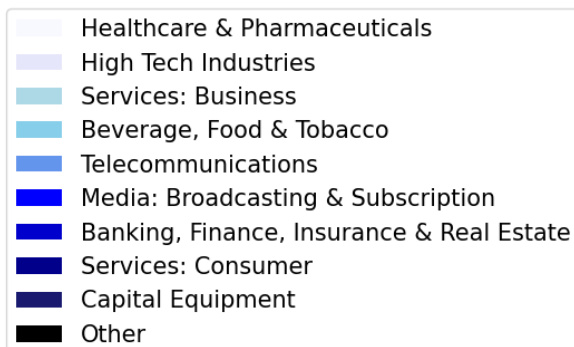 Healthcare & Pharmaceuticals
High Tech Industries
Services: Business
Beverage, Food & Tobacco
Telecommunications
Media: Broadcasting & Subscription
Banking, Finance, Insurance & Real Estate
Services: Consumer
Capital Equipment
Other